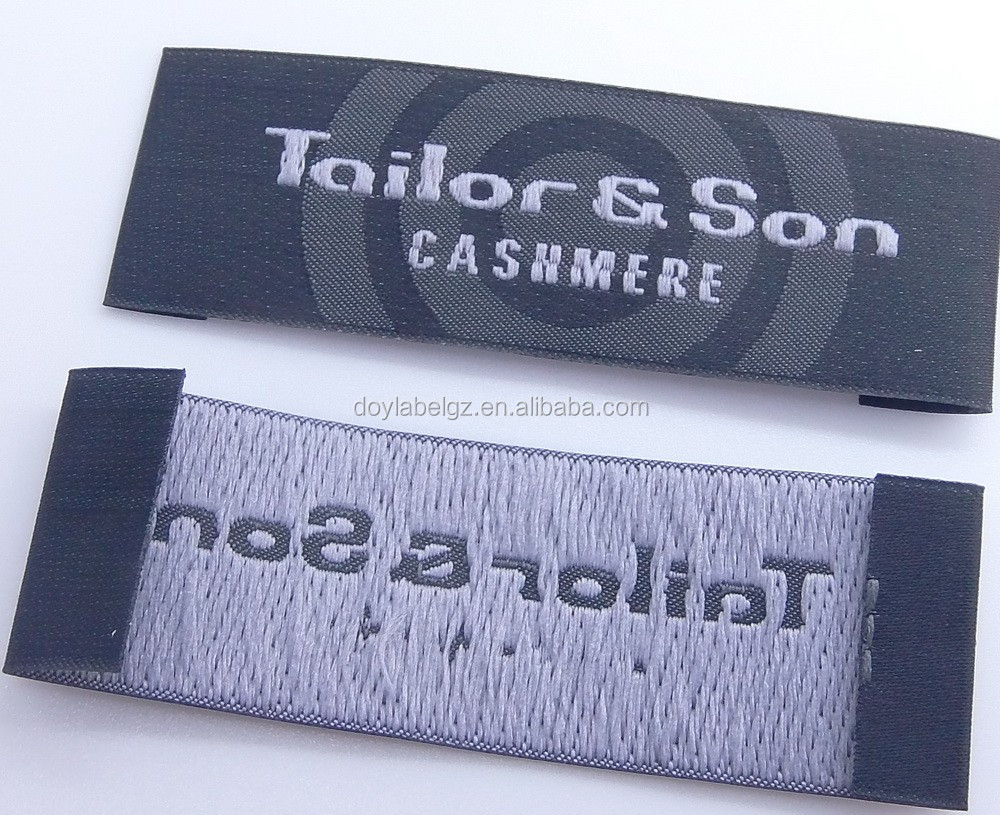 Tailor & Son
CASHMERE
doylabelgz.en.alibaba.com
Tailor & Son